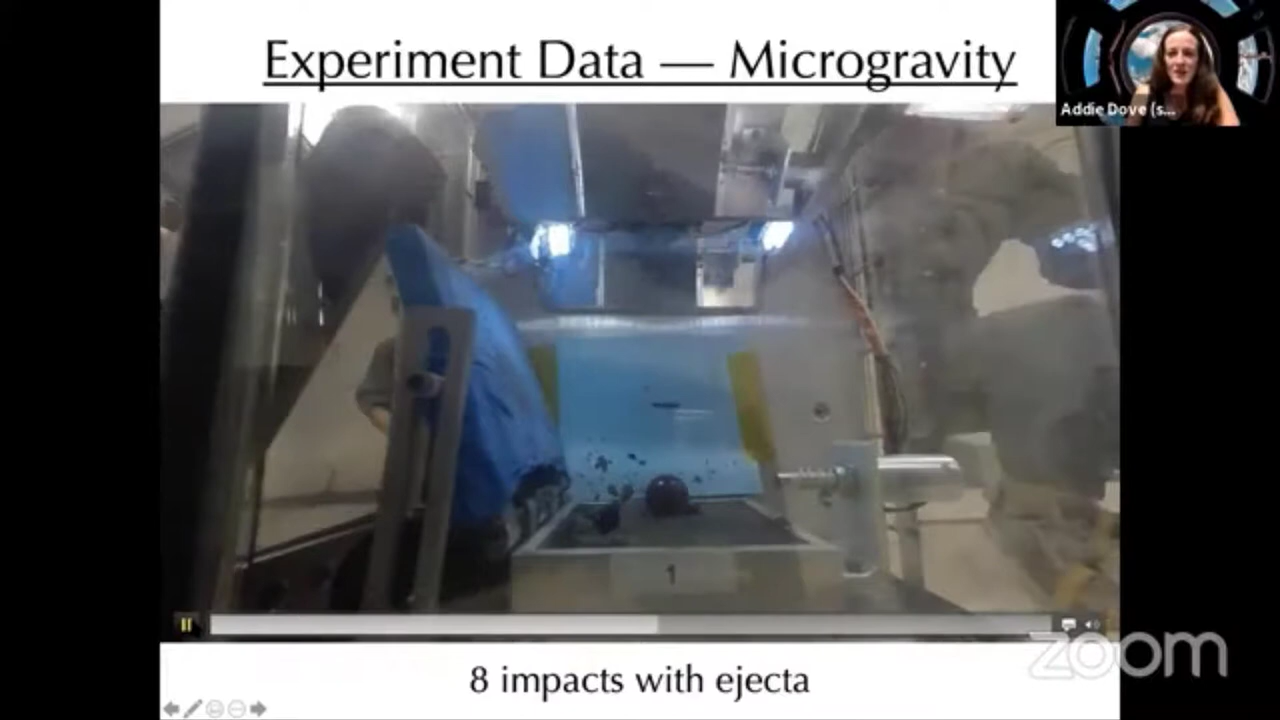 Experiment Data — Microgravity
Addie Dove (s...
1
8 impacts with ejecta
zoom